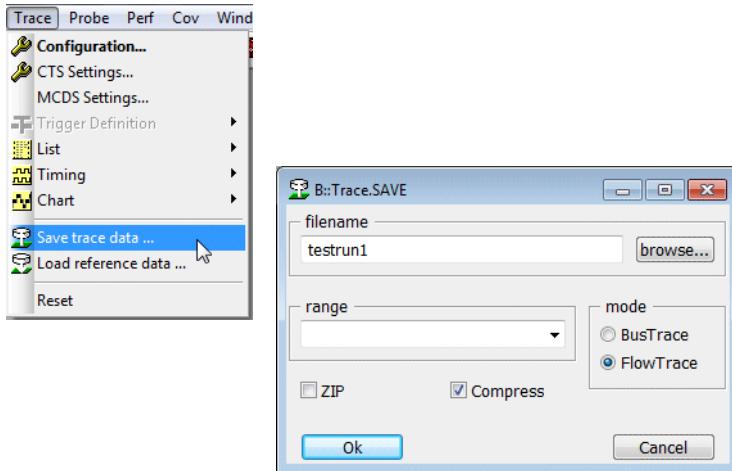 Trace Probe Perf Cov Wind
Configuration...
CTS Settings...
MCDS Settings...
Trigger Definition
List
Timing
Chart
Save trace data ...
Load reference data ...
Reset
B::Trace.SAVE
filename
testrun1
browse...
range
mode
BusTrace
FlowTrace
ZIP
Compress
Ok
Cancel